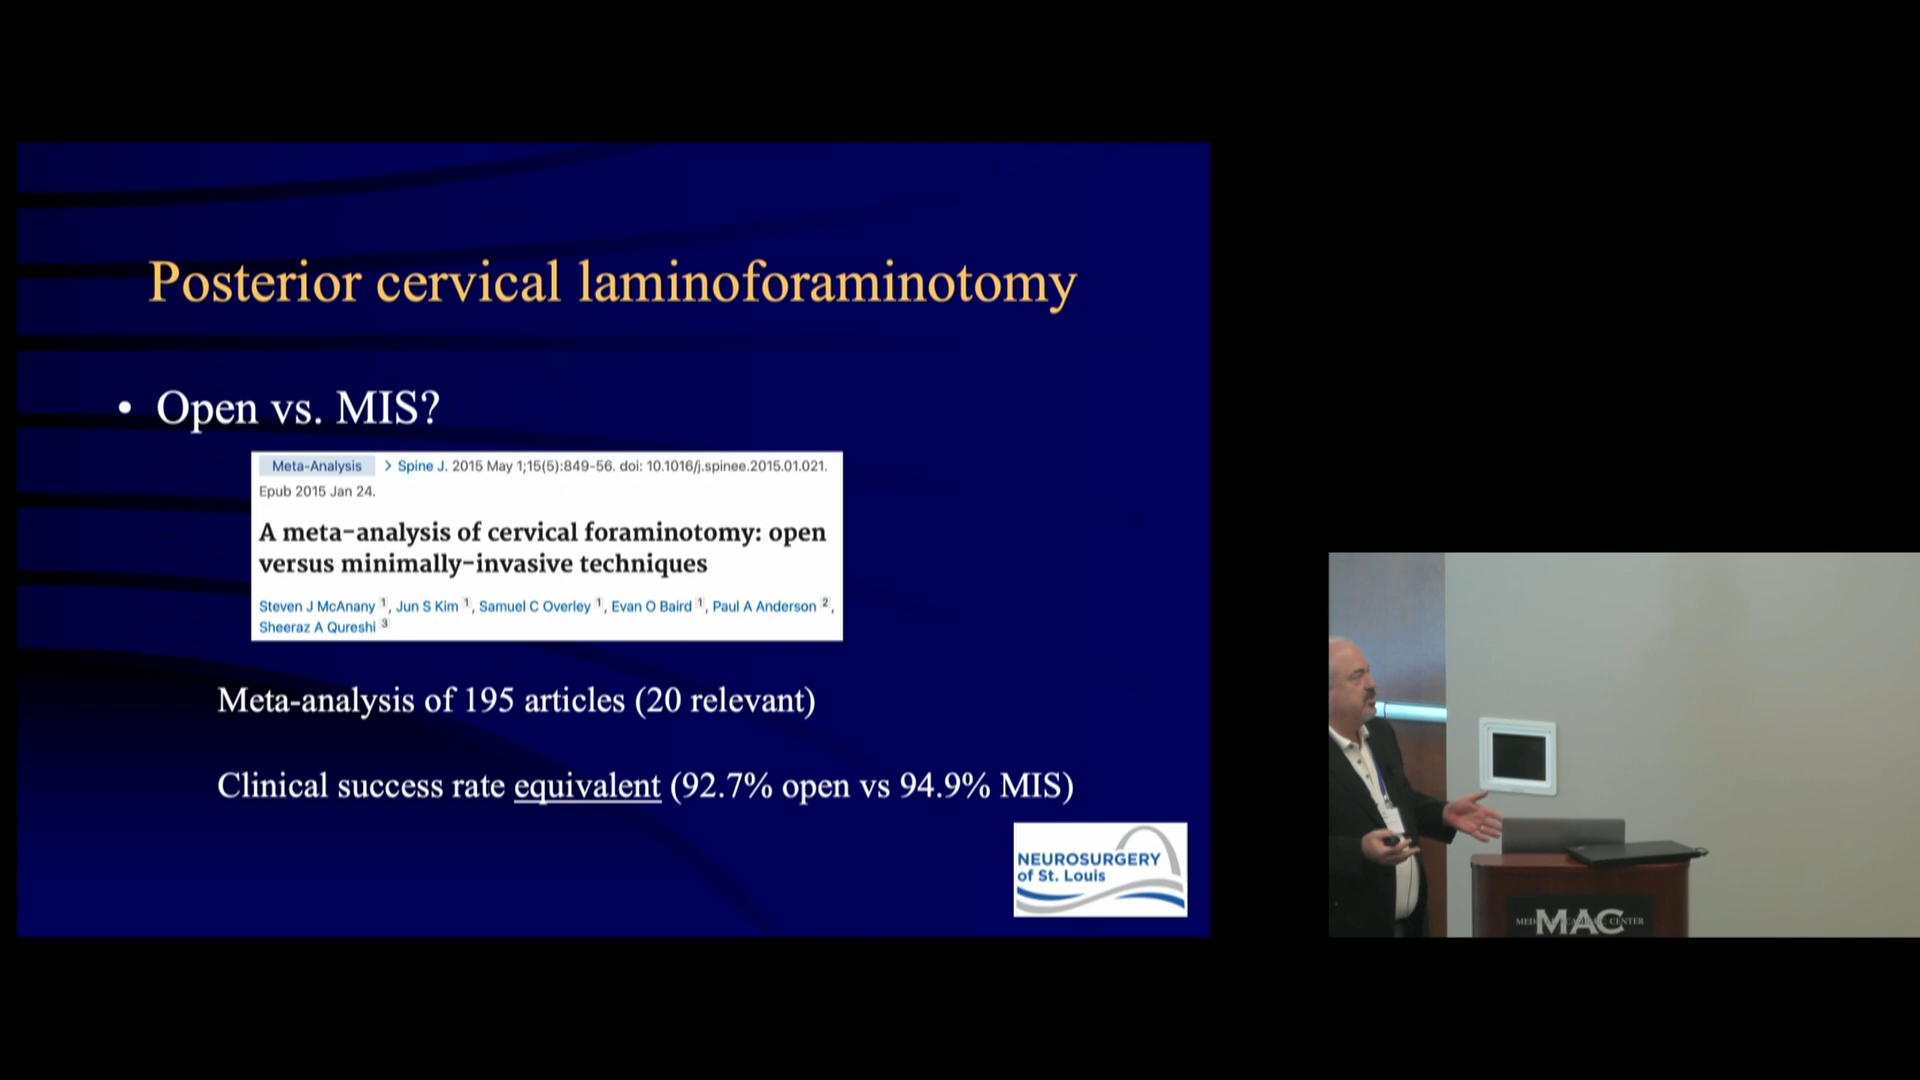 Posterior cervical laminoforaminotomy
• Open vs. MIS?
Meta-Analysis > Spine J. 2015 May 1;15(5):849-56. doi: 10.1016/j.spinee.2015.01.021.
Epub 2015 Jan 24.
A meta-analysis of cervical foraminotomy: open
versus minimally-invasive techniques
Steven J McAnany 1, Jun S Kim 1, Samuel C Overley 1, Evan O Baird 1, Paul A Anderson 2,
Sheeraz A Qureshi 3
Meta-analysis of 195 articles (20 relevant)
Clinical success rate equivalent (92.7% open vs 94.9% MIS)
NEUROSURGERY
of St. Louis
MAC
CENTER